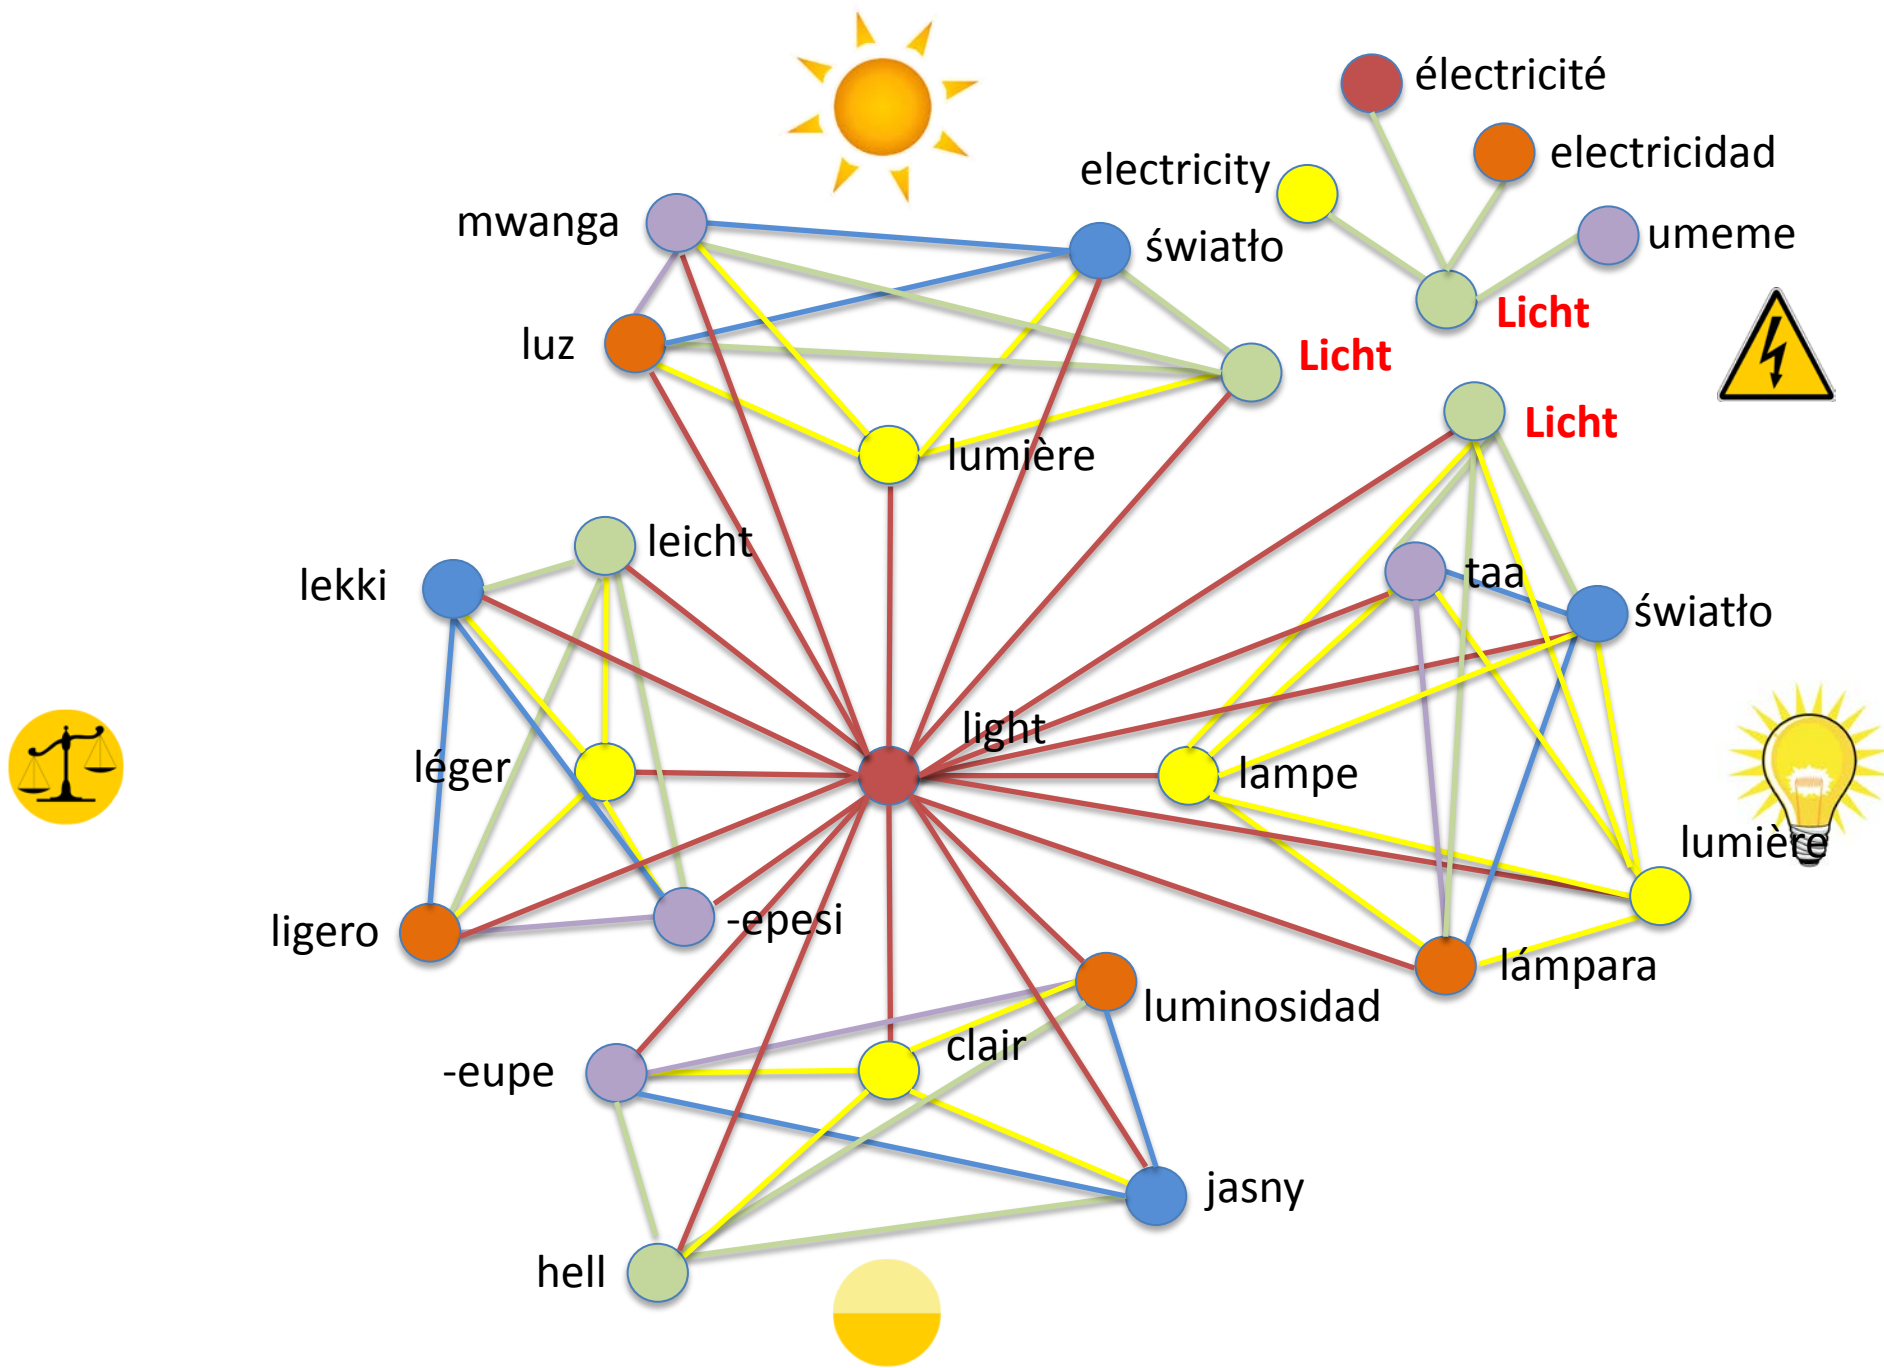 électricité
electricidad
electricity
mwanga
światło
umeme
Licht
luz
Licht
Licht
lumière
leicht
taa
lekki
światło
light
léger
lampe
lumière
-epesi
ligero
lámpara
luminosidad
clair
-eupe
jasny
hell